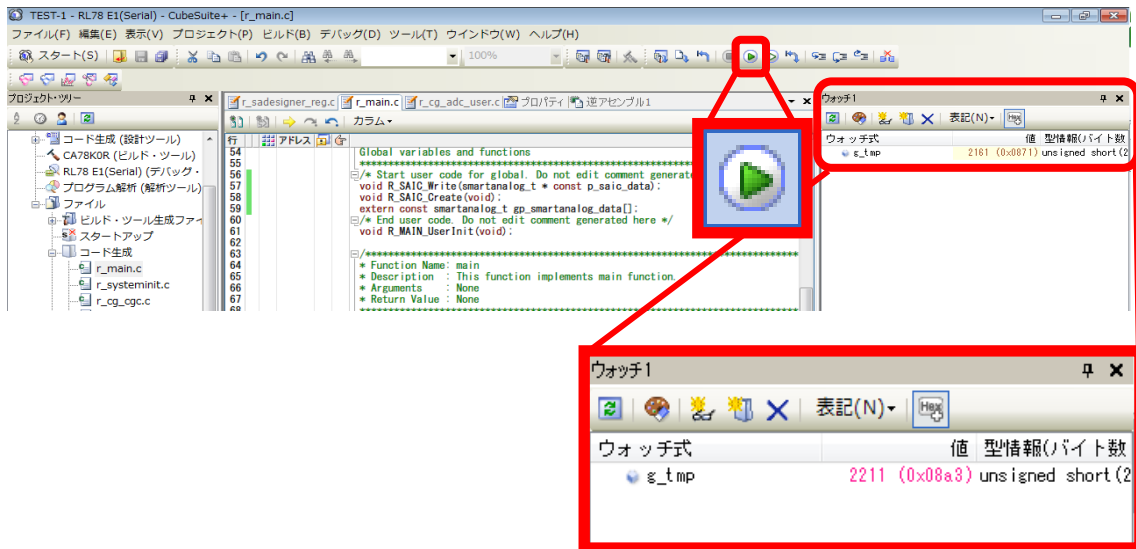 TEST-1 - RL78 E1(Serial) - CubeSuite+ - [r_main.c]
ファイル(F) 編集(E) 表示(V) プロジェクト(P) ビルド(B) デバッグ(D) ツール(T) ウインドウ(W) ヘルプ(H)
スタート(S) 100%
プロジェクト・ツリー
r_sadesigner_reg.c r_main.c r_cg_adc_user.c プロパティ 逆アセンブル1
カラム
行 アドレス
コード生成 (設計ツール)
CA78K0R (ビルド・ツール)
RL78 E1(Serial) (デバッグ・
プログラム解析 (解析ツール)
ファイル
ビルド・ツール生成ファイ
スタートアップ
コード生成
r_main.c
r_systeminit.c
r_cg_cgc.c
54 Global variables and functions
55 ***********************************************************************
56 /* Start user code for global. Do not edit comment generate
57 void R_SAIC_Write(smartanalog_t * const p_saic_data);
58 void R_SAIC_Create(void);
59 extern const smartanalog_t gp_smartanalog_data[];
60 /* End user code. Do not edit comment generated here */
61 void R_MAIN_UserInit(void);
62
63 /***********************************************************************
64 * Function Name: main
65 * Description : This function implements main function.
66 * Arguments : None
67 * Return Value : None
68
ウォッチ1
表記(N) Hex
ウォッチ式 値 型情報(バイト数
g_tmp 2161 (0x0871) unsigned short(2
ウォッチ1
表記(N) Hex
ウォッチ式 値 型情報(バイト数
g_tmp 2211 (0x08a3) unsigned short(2